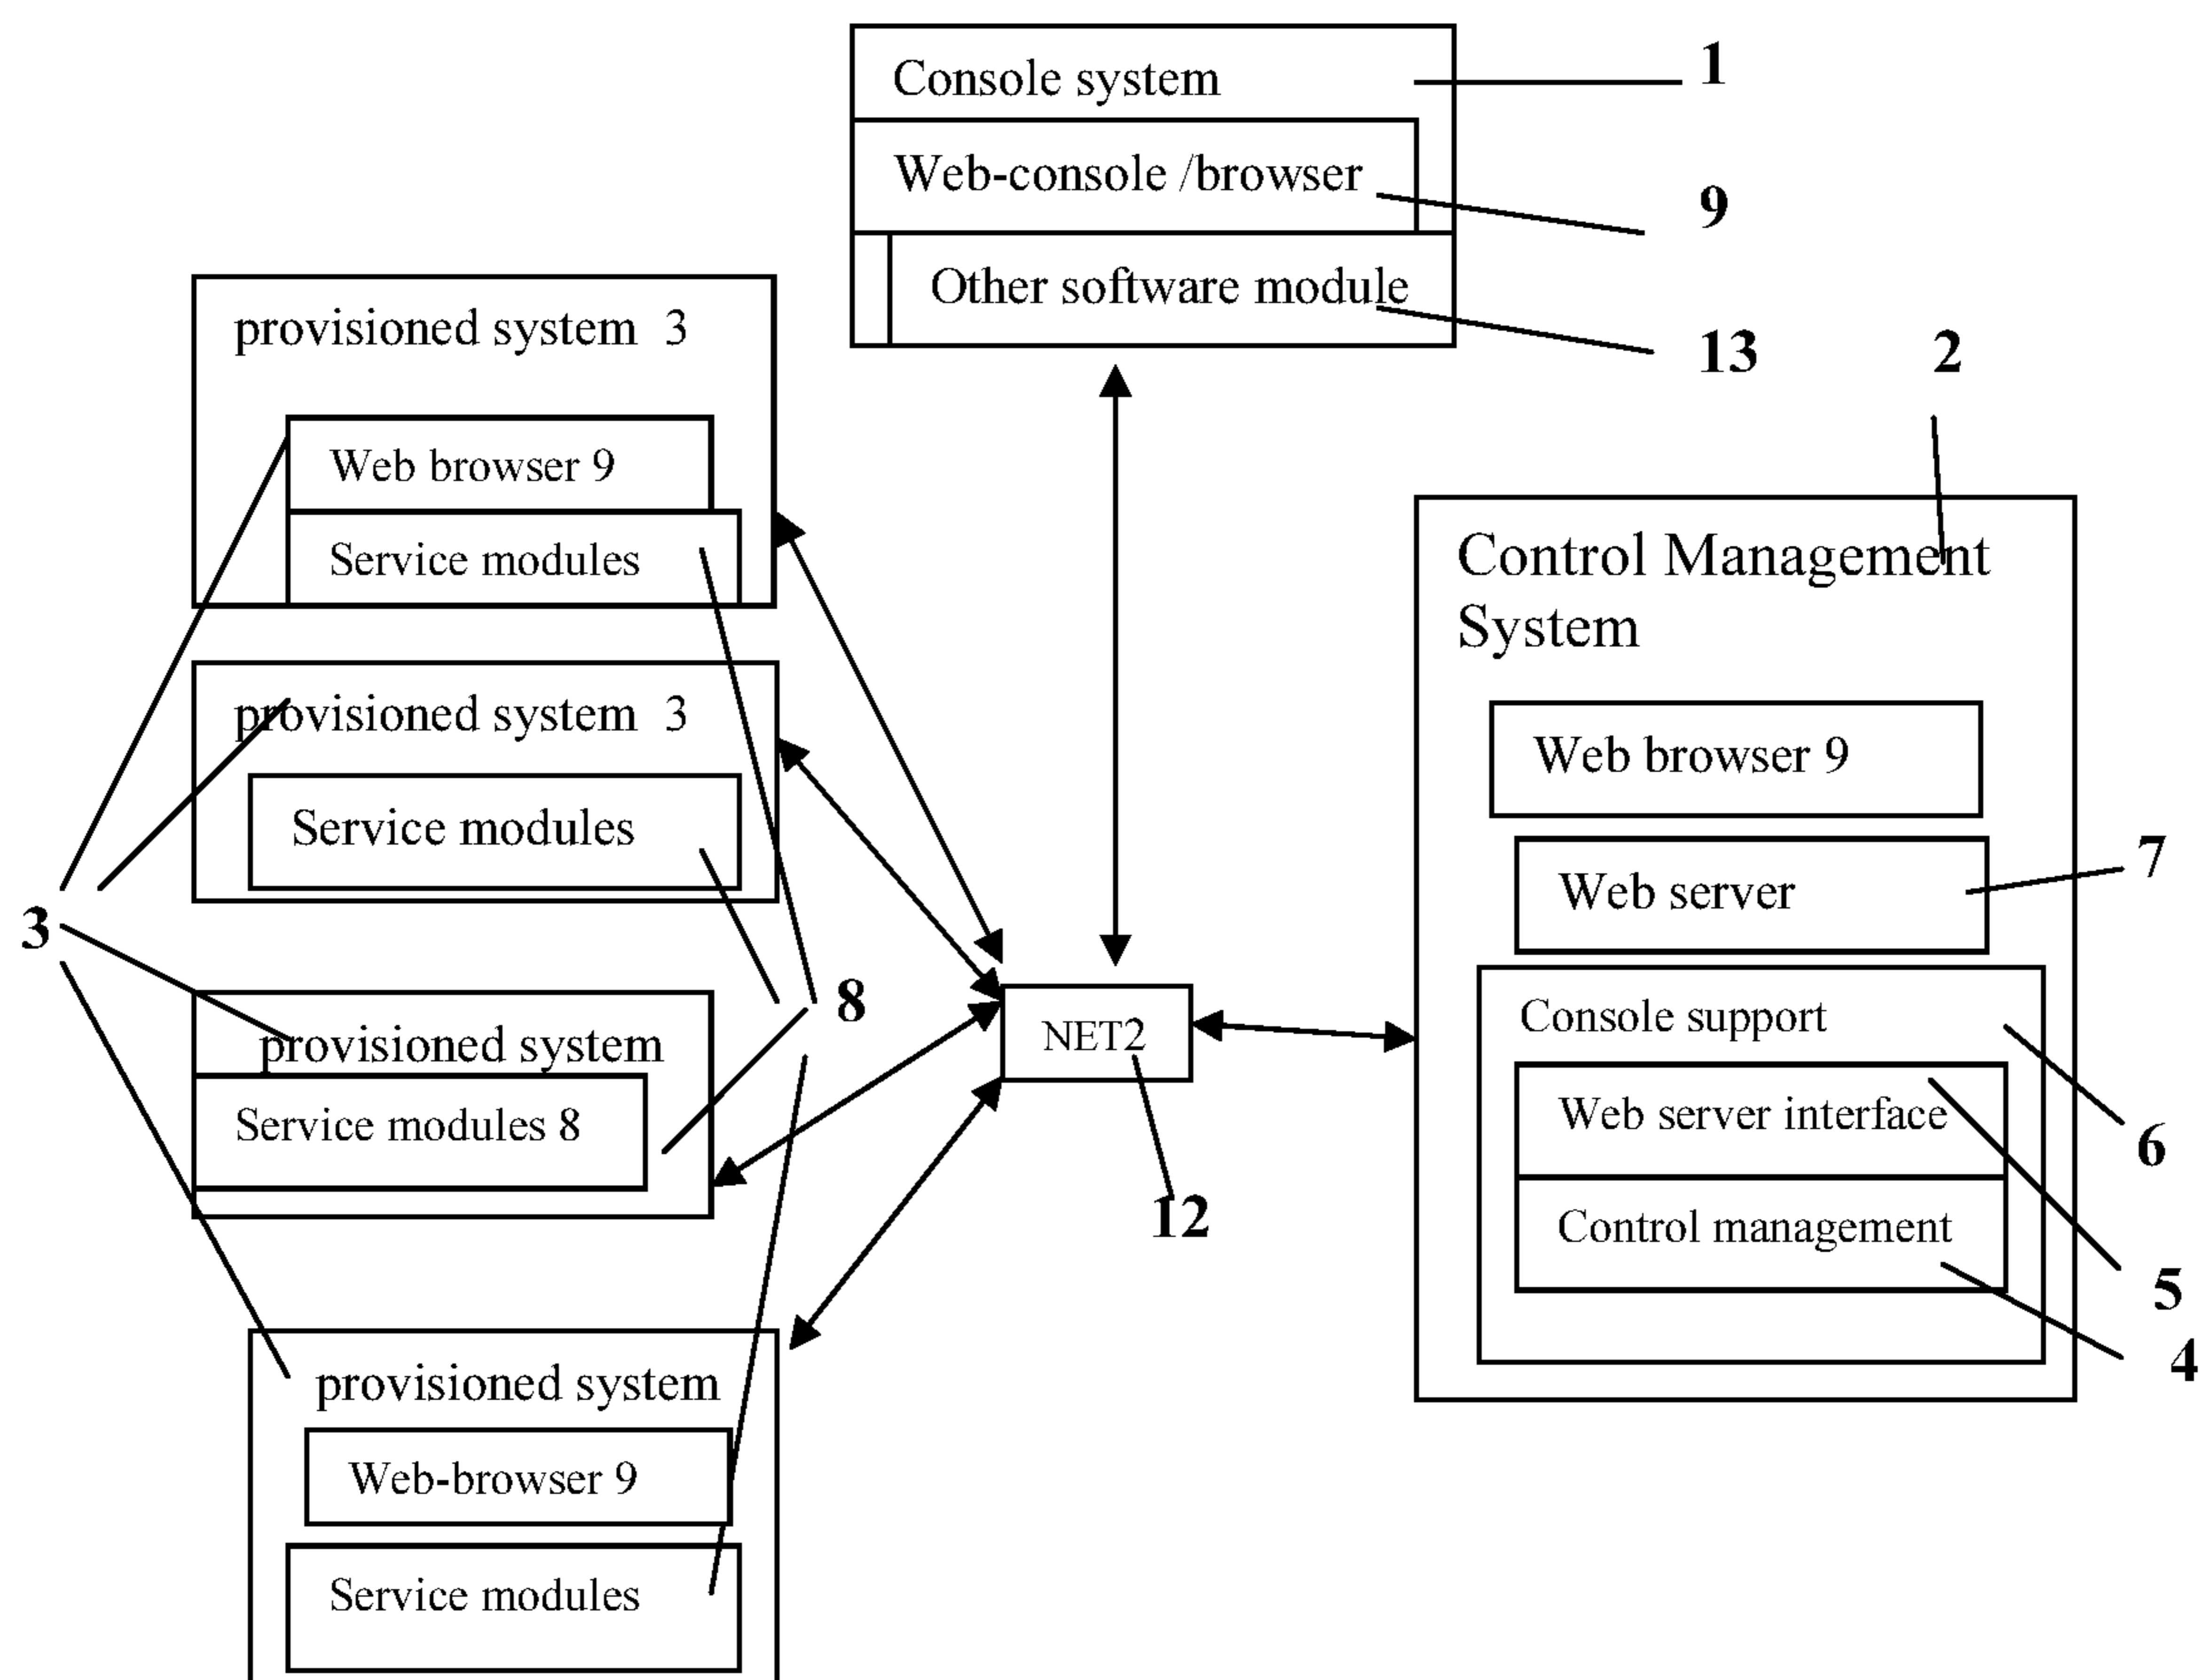 Console system
1
Web-console /browser
9
Other software module
13
2
provisioned system 3
Web browser 9
Service modules
provisioned system 3
Service modules
3
8
provisioned system
Service modules 8
provisioned system
Web-browser 9
Service modules
NET2
12
Control Management
System
Web browser 9
Web server
7
Console support
6
Web server interface
5
Control management
4